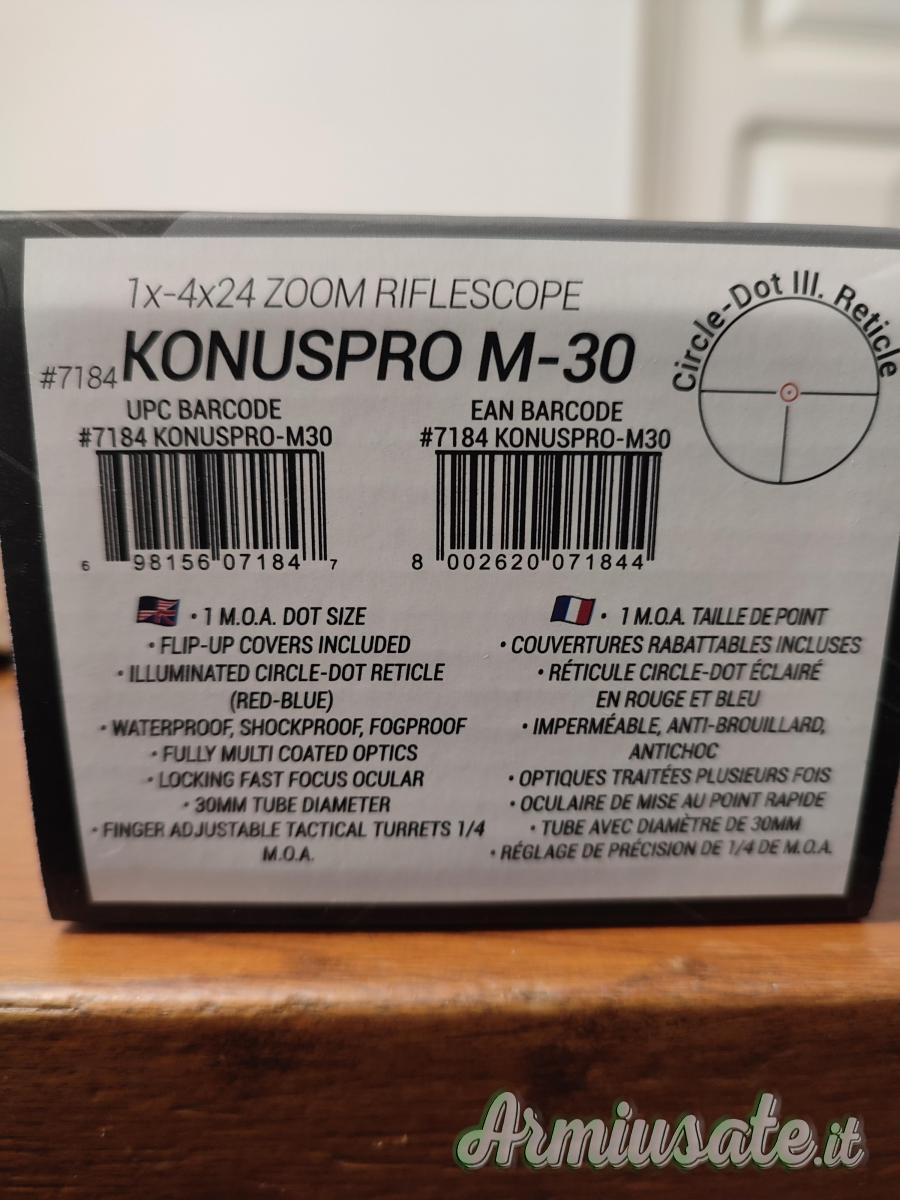 1x-4x24 ZOOM RIFLESCOPE
#7184 KONUSPRO M-30
Circle-Dot Ill. Reticle
UPC BARCODE
#7184 KONUSPRO-M30
6 98156 07184 7
EAN BARCODE
#7184 KONUSPRO-M30
8 002620 071844
• 1 M.O.A. DOT SIZE
• FLIP-UP COVERS INCLUDED
• ILLUMINATED CIRCLE-DOT RETICLE
(RED-BLUE)
• WATERPROOF, SHOCKPROOF, FOGPROOF
• FULLY MULTI COATED OPTICS
• LOCKING FAST FOCUS OCULAR
• 30MM TUBE DIAMETER
• FINGER ADJUSTABLE TACTICAL TURRETS 1/4
M.O.A.
• 1 M.O.A. TAILLE DE POINT
• COUVERTURES RABATTABLES INCLUSES
• RÉTICULE CIRCLE-DOT ÉCLAIRÉ
EN ROUGE ET BLEU
• IMPERMÉABLE, ANTI-BROUILLARD,
ANTICHOC
• OPTIQUES TRAITÉES PLUSIEURS FOIS
• OCULAIRE DE MISE AU POINT RAPIDE
• TUBE AVEC DIAMÈTRE DE 30MM
• RÉGLAGE DE PRÉCISION DE 1/4 DE M.O.A.
Armiusate.it